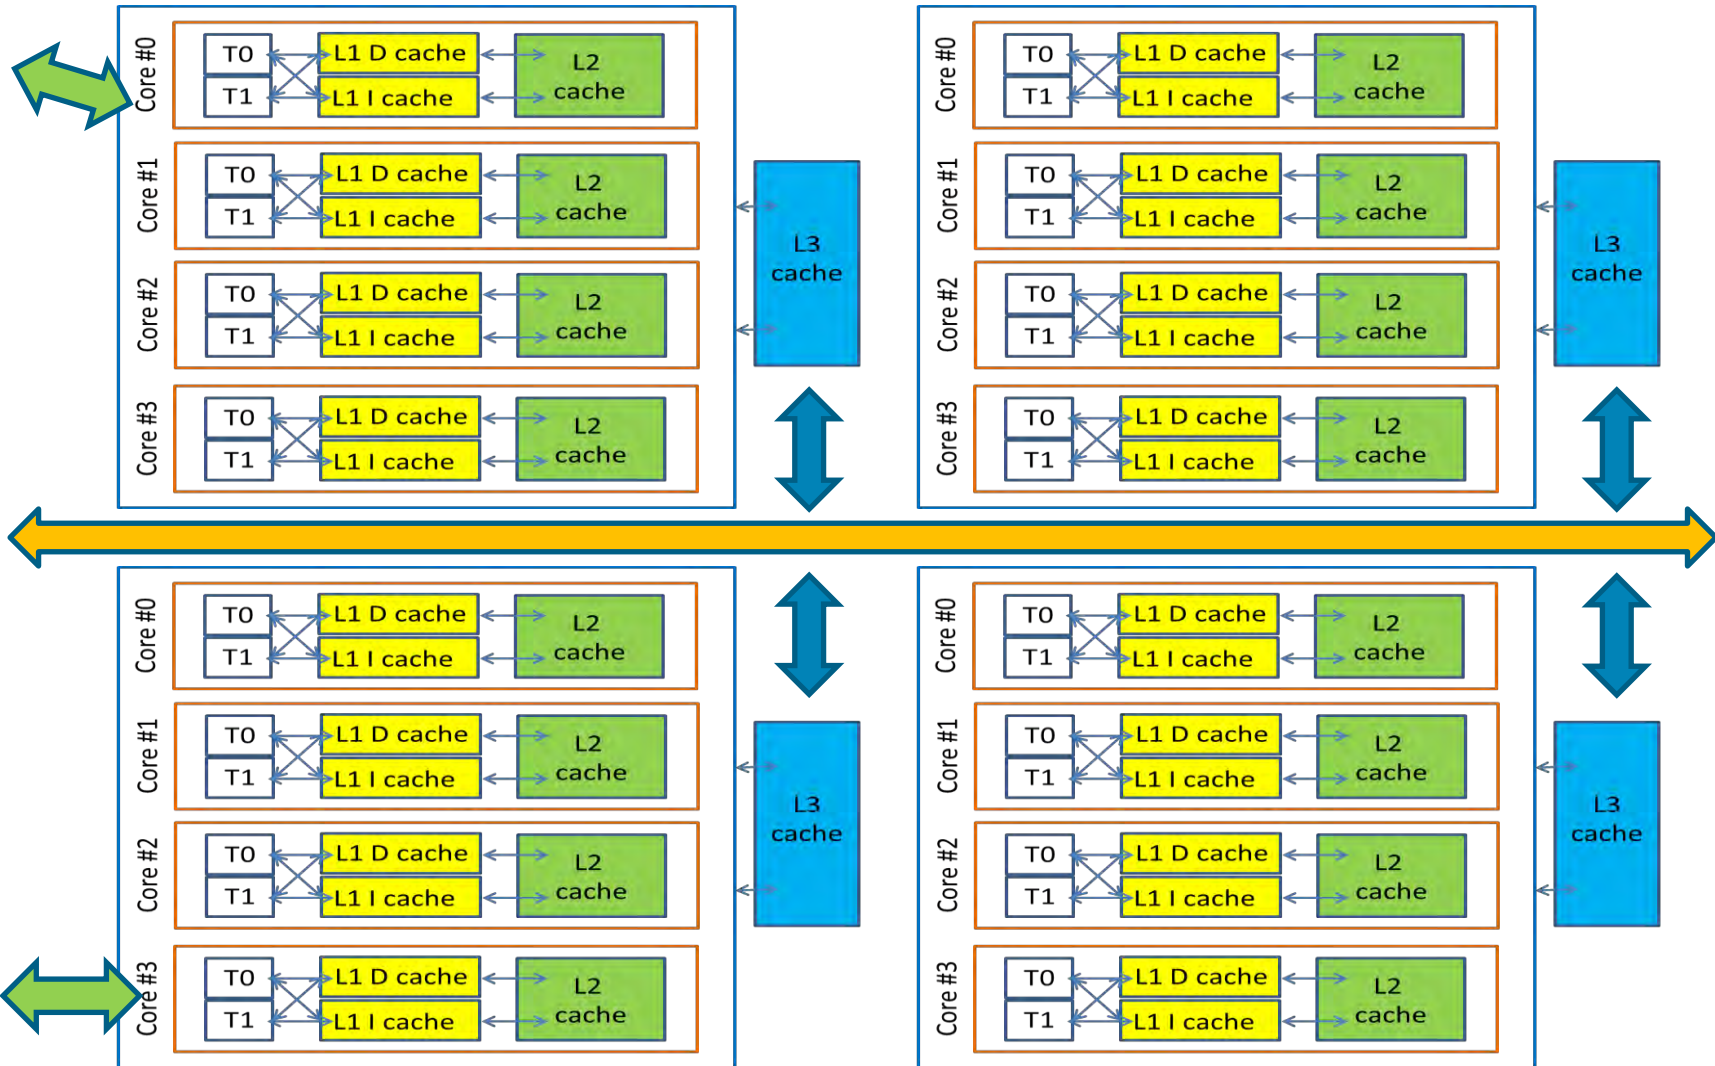 Core #0
T0
T1
L1 D cache
L1 I cache
L2
cache
Core #1
T0
T1
L1 D cache
L1 I cache
L2
cache
Core #2
T0
T1
L1 D cache
L1 I cache
L2
cache
Core #3
T0
T1
L1 D cache
L1 I cache
L2
cache
L3
cache
Core #0
T0
T1
L1 D cache
L1 I cache
L2
cache
Core #1
T0
T1
L1 D cache
L1 I cache
L2
cache
Core #2
T0
T1
L1 D cache
L1 I cache
L2
cache
Core #3
T0
T1
L1 D cache
L1 I cache
L2
cache
L3
cache
Core #0
T0
T1
L1 D cache
L1 I cache
L2
cache
Core #1
T0
T1
L1 D cache
L1 I cache
L2
cache
Core #2
T0
T1
L1 D cache
L1 I cache
L2
cache
Core #3
T0
T1
L1 D cache
L1 I cache
L2
cache
L3
cache
Core #0
T0
T1
L1 D cache
L1 I cache
L2
cache
Core #1
T0
T1
L1 D cache
L1 I cache
L2
cache
Core #2
T0
T1
L1 D cache
L1 I cache
L2
cache
Core #3
T0
T1
L1 D cache
L1 I cache
L2
cache
L3
cache